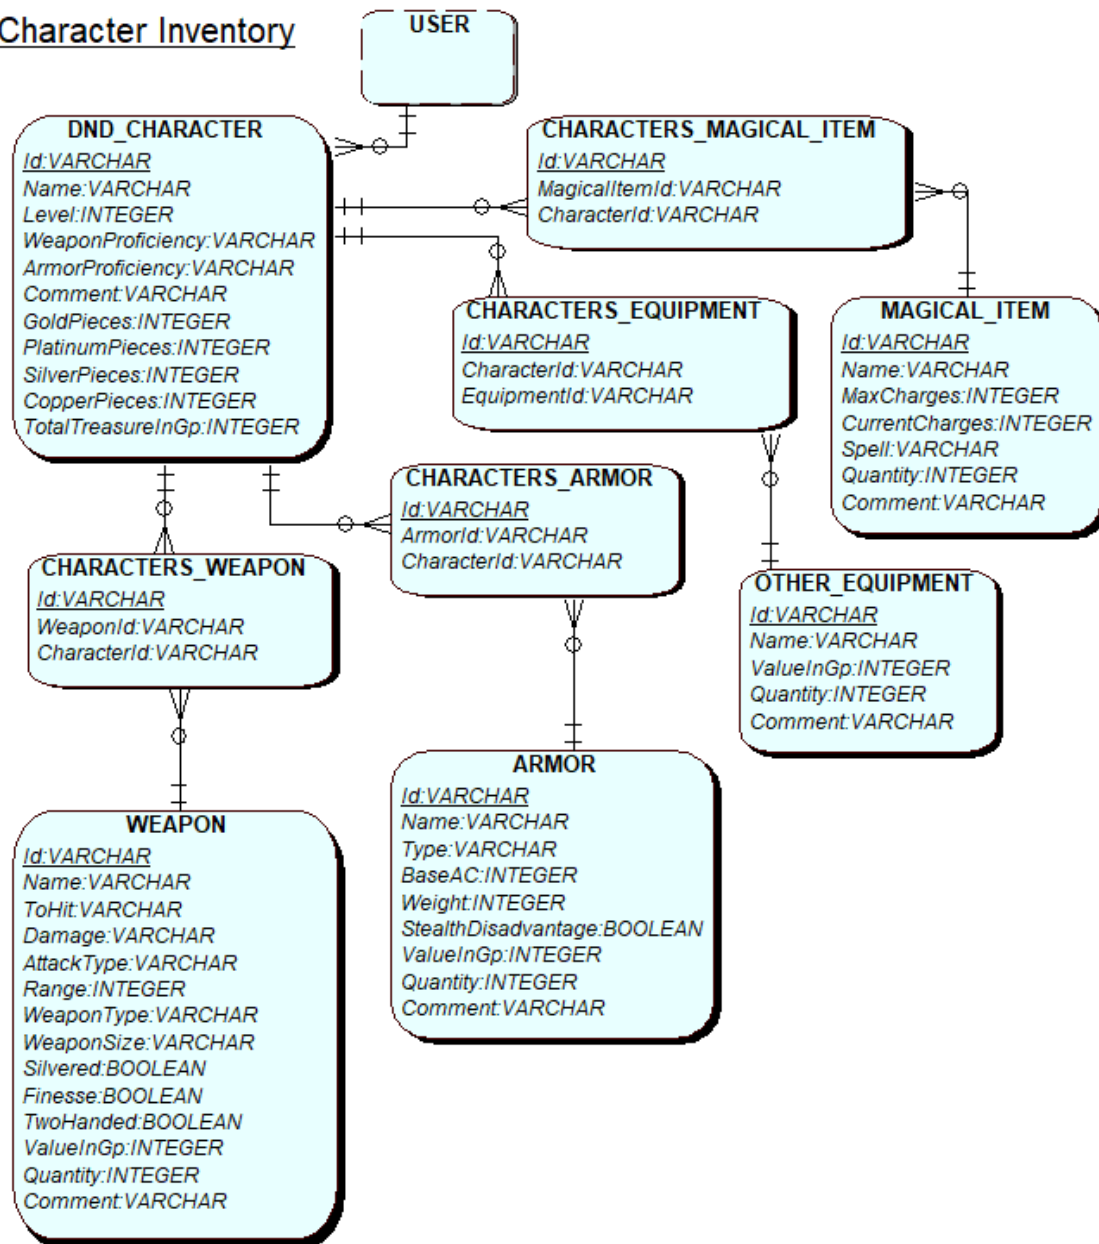 Character Inventory
USER
DND_CHARACTER
Id:VARCHAR
Name:VARCHAR
Level:INTEGER
WeaponProficiency:VARCHAR
ArmorProficiency:VARCHAR
Comment:VARCHAR
GoldPieces:INTEGER
PlatinumPieces:INTEGER
SilverPieces:INTEGER
CopperPieces:INTEGER
TotalTreasureInGp:INTEGER
CHARACTERS_MAGICAL_ITEM
Id:VARCHAR
MagicalItemId:VARCHAR
CharacterId:VARCHAR
CHARACTERS_EQUIPMENT
Id:VARCHAR
CharacterId:VARCHAR
EquipmentId:VARCHAR
MAGICAL_ITEM
Id:VARCHAR
Name:VARCHAR
MaxCharges:INTEGER
CurrentCharges:INTEGER
Spell:VARCHAR
Quantity:INTEGER
Comment:VARCHAR
CHARACTERS_ARMOR
Id:VARCHAR
ArmorId:VARCHAR
CharacterId:VARCHAR
CHARACTERS_WEAPON
Id:VARCHAR
WeaponId:VARCHAR
CharacterId:VARCHAR
OTHER_EQUIPMENT
Id:VARCHAR
Name:VARCHAR
ValueInGp:INTEGER
Quantity:INTEGER
Comment:VARCHAR
ARMOR
Id:VARCHAR
Name:VARCHAR
Type:VARCHAR
BaseAC:INTEGER
Weight:INTEGER
StealthDisadvantage:BOOLEAN
ValueInGp:INTEGER
Quantity:INTEGER
Comment:VARCHAR
WEAPON
Id:VARCHAR
Name:VARCHAR
ToHit:VARCHAR
Damage:VARCHAR
AttackType:VARCHAR
Range:INTEGER
WeaponType:VARCHAR
WeaponSize:VARCHAR
Silvered:BOOLEAN
Finesse:BOOLEAN
TwoHanded:BOOLEAN
ValueInGp:INTEGER
Quantity:INTEGER
Comment:VARCHAR